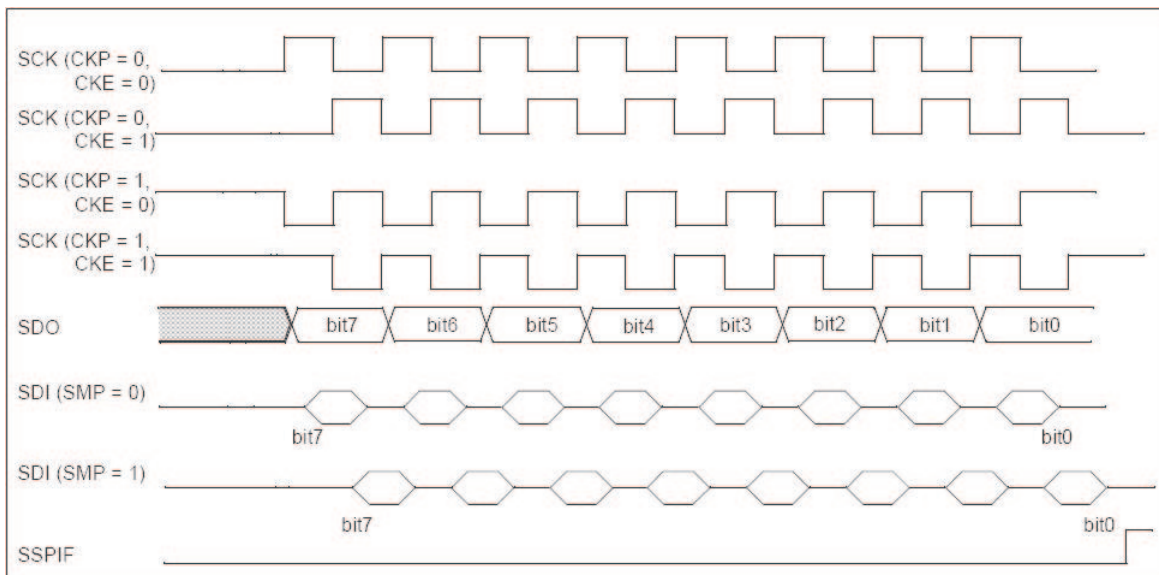 SCK (CKP = 0,
CKE = 0)
SCK (CKP = 0,
CKE = 1)
SCK (CKP = 1,
CKE = 0)
SCK (CKP = 1,
CKE = 1)
SDO bit7 bit6 bit5 bit4 bit3 bit2 bit1 bit0
SDI (SMP = 0)
bit7 bit0
SDI (SMP = 1)
bit7 bit0
SSPIF